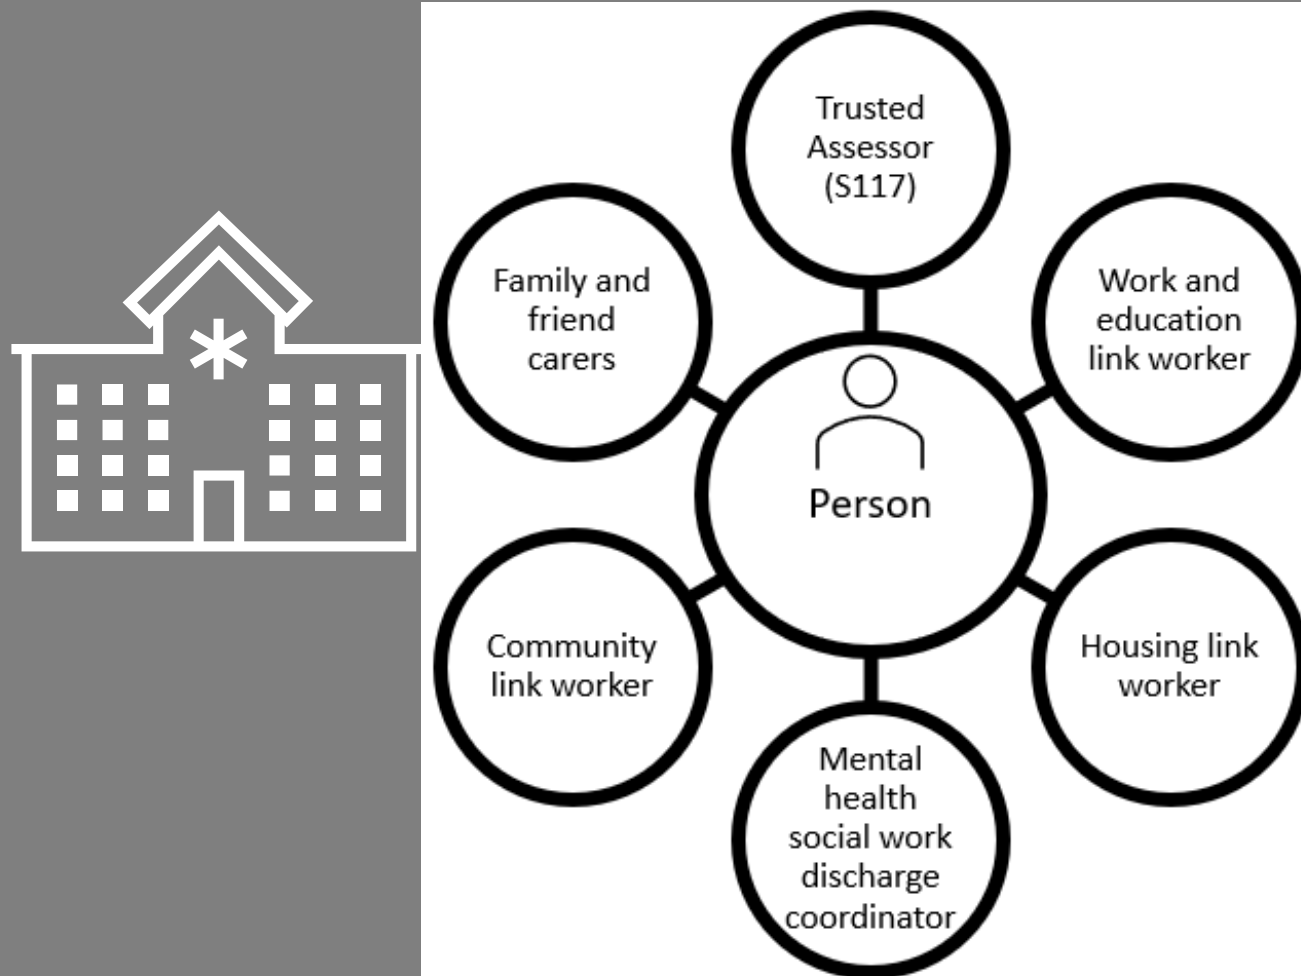 Trusted
Assessor
(S117)
Family and
friend
carers
Work and
education
link worker
Person
Community
link worker
Housing link
worker
Mental
health
social work
discharge
coordinator